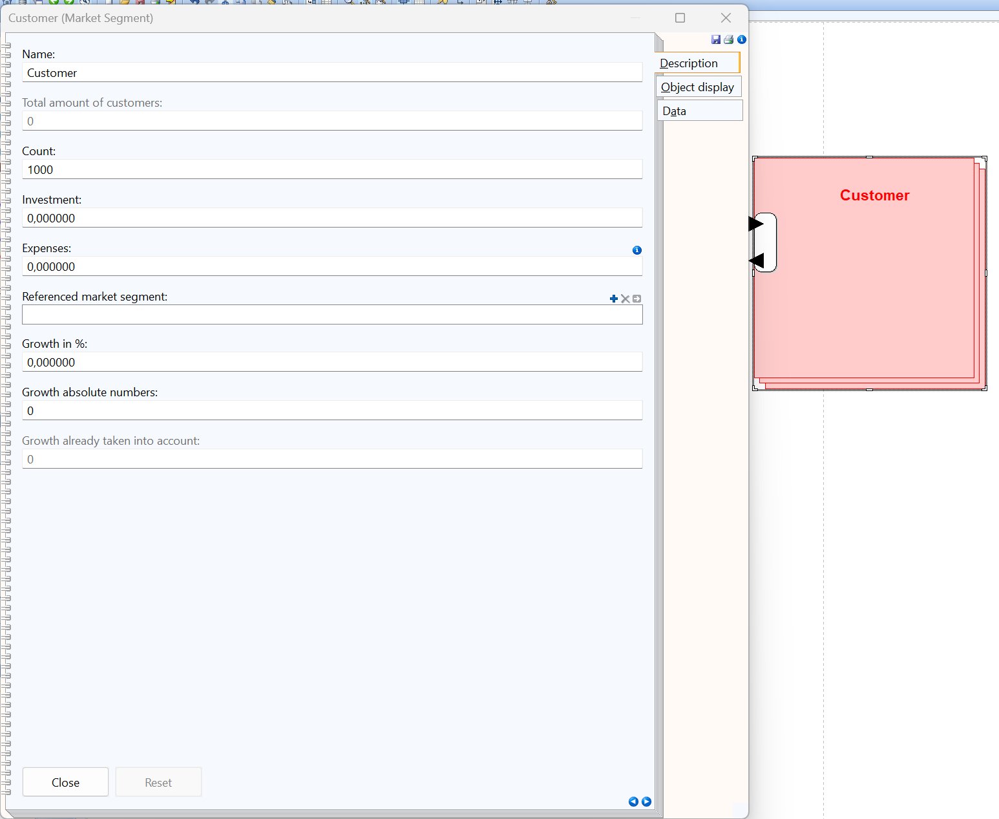 Customer (Market Segment)
Name:
Customer
Total amount of customers:
0
Count:
1000
Investment:
0,000000
Expenses:
0,000000
Referenced market segment:
Growth in %:
0,000000
Growth absolute numbers:
0
Growth already taken into account:
0
Close
Reset
Description
Object display
Data
Customer